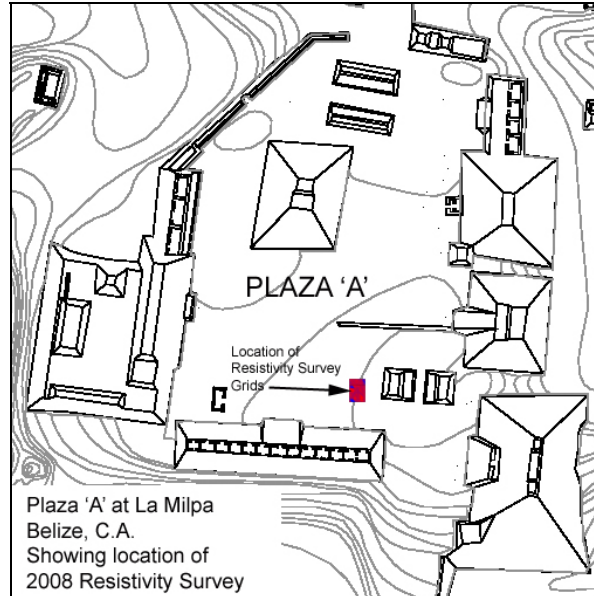 PLAZA 'A'
Location of
Resistivity Survey
Grids
Plaza 'A' at La Milpa
Belize, C.A.
Showing location of
2008 Resistivity Survey